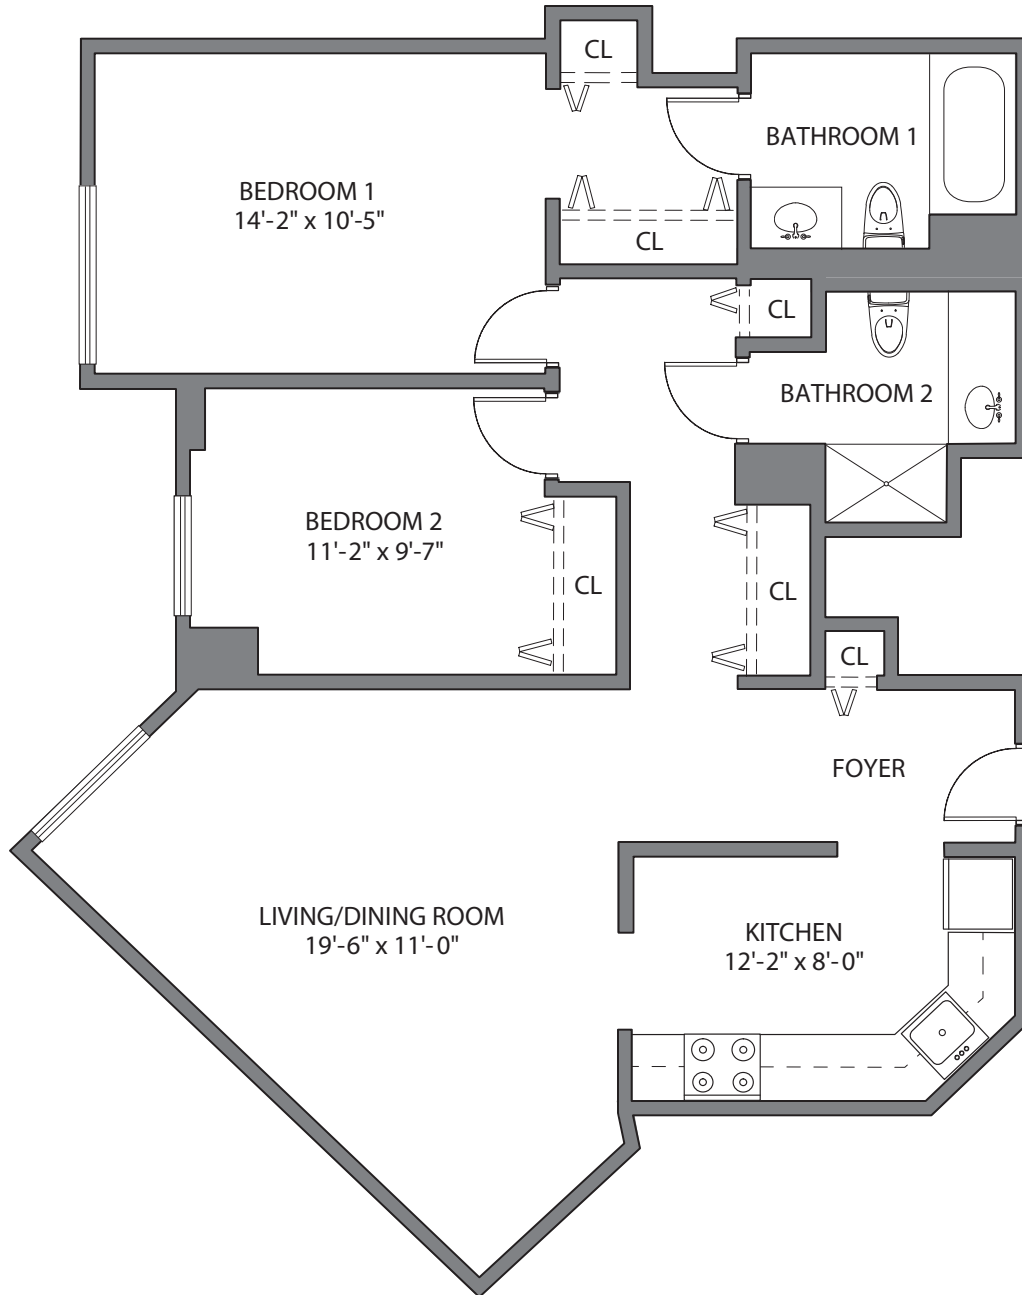 CL
BATHROOM 1
BEDROOM 1
14'-2" x 10'-5"
CL
CL
BATHROOM 2
BEDROOM 2
11'-2" x 9'-7"
CL
CL
CL
FOYER
LIVING/DINING ROOM
19'-6" x 11'-0"
KITCHEN
12'-2" x 8'-0"